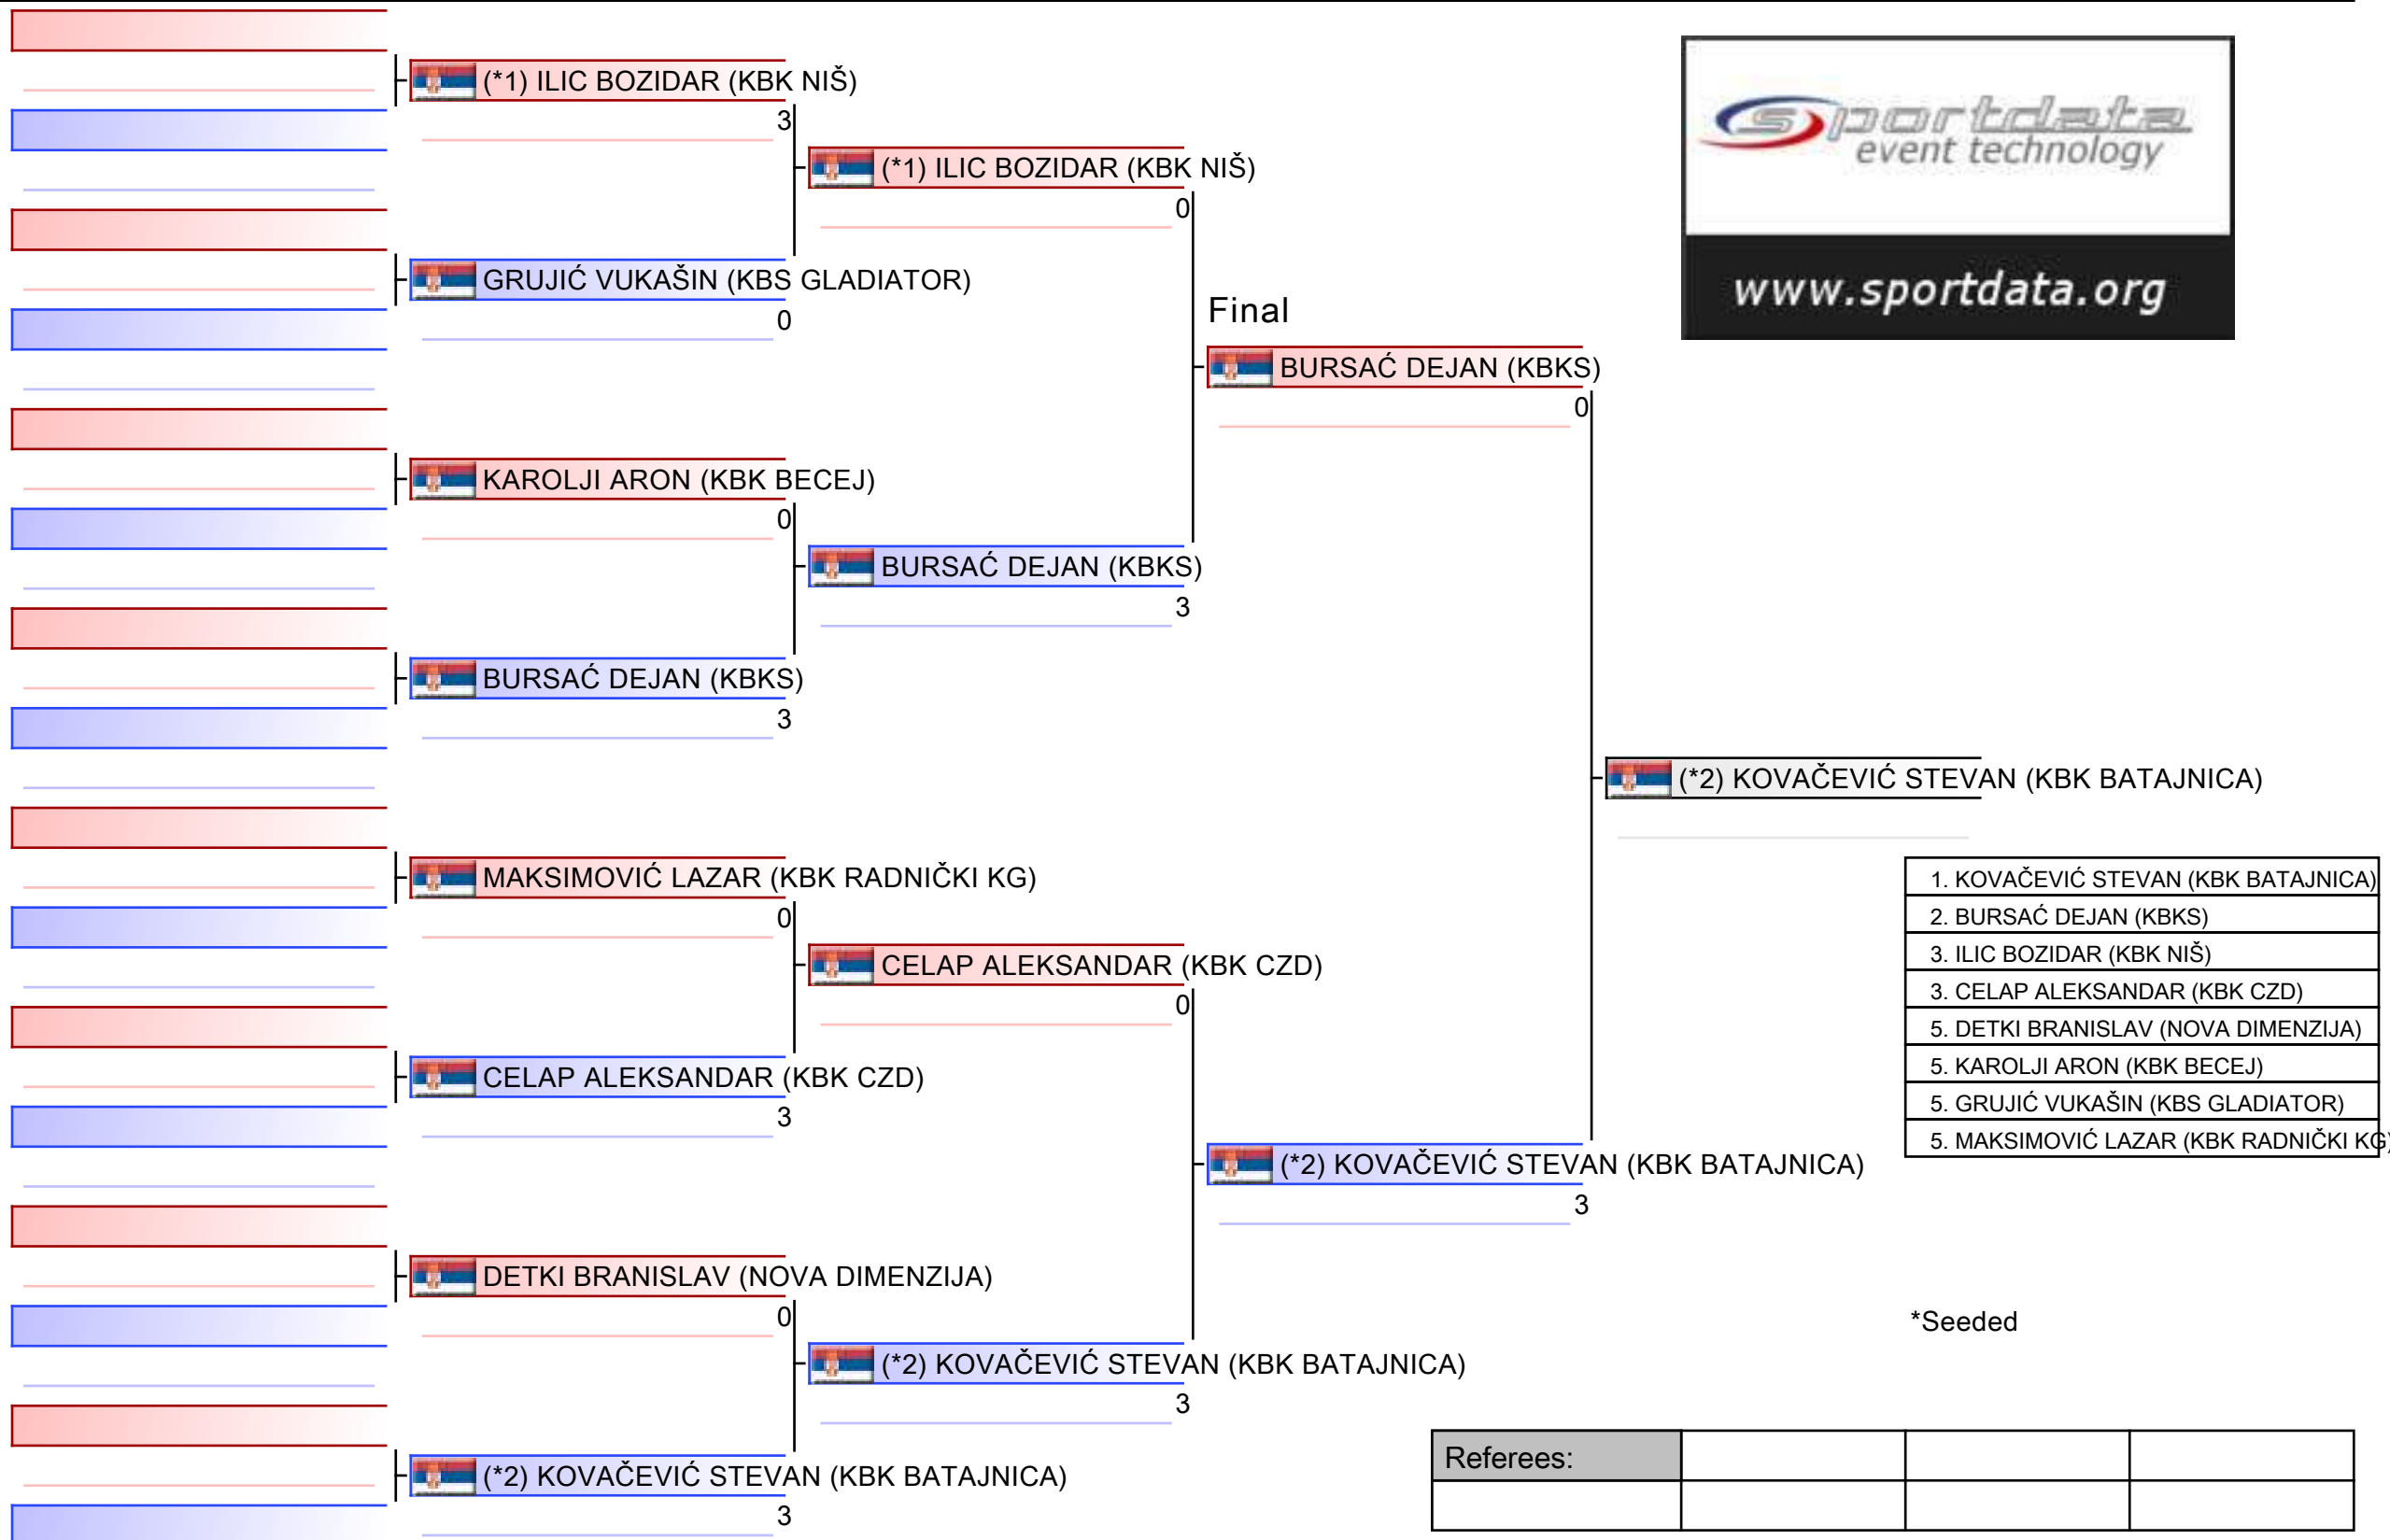 (*1) ILIC BOZIDAR (KBK NIŠ)
3
(*1) ILIC BOZIDAR (KBK NIŠ)
0
GRUJIĆ VUKAŠIN (KBS GLADIATOR)
0
Final
BURSAĆ DEJAN (KBKS)
0
KAROLJI ARON (KBK BECEJ)
0
BURSAĆ DEJAN (KBKS)
3
BURSAĆ DEJAN (KBKS)
3
(*2) KOVAČEVIĆ STEVAN (KBK BATAJNICA)
MAKSIMOVIĆ LAZAR (KBK RADNIČKI KG)
0
CELAP ALEKSANDAR (KBK CZD)
0
CELAP ALEKSANDAR (KBK CZD)
3
(*2) KOVAČEVIĆ STEVAN (KBK BATAJNICA)
3
DETKI BRANISLAV (NOVA DIMENZIJA)
0
(*2) KOVAČEVIĆ STEVAN (KBK BATAJNICA)
3
(*2) KOVAČEVIĆ STEVAN (KBK BATAJNICA)
3
sportdata
event technology
www.sportdata.org
1. KOVAČEVIĆ STEVAN (KBK BATAJNICA)
2. BURSAĆ DEJAN (KBKS)
3. ILIC BOZIDAR (KBK NIŠ)
3. CELAP ALEKSANDAR (KBK CZD)
5. DETKI BRANISLAV (NOVA DIMENZIJA)
5. KAROLJI ARON (KBK BECEJ)
5. GRUJIĆ VUKAŠIN (KBS GLADIATOR)
5. MAKSIMOVIĆ LAZAR (KBK RADNIČKI KG)
*Seeded
Referees: